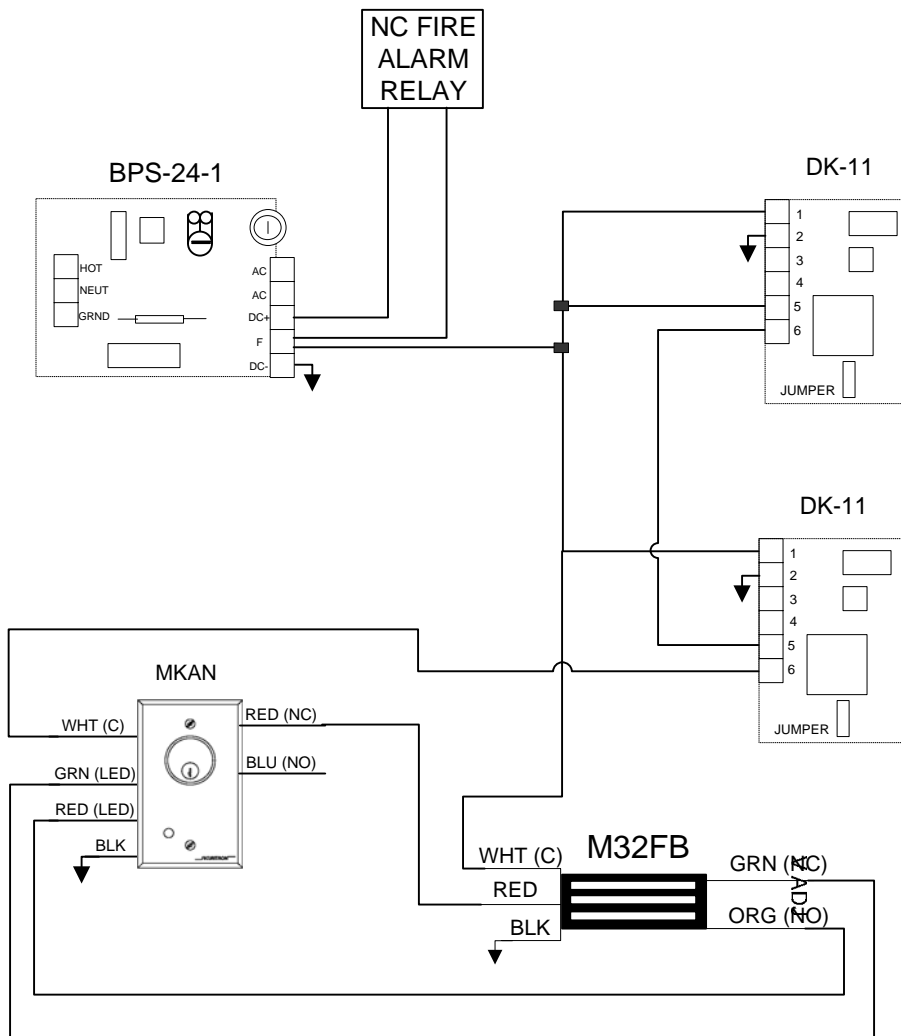 NC FIRE
ALARM
RELAY
BPS-24-1
HOT
NEUT
GRND
AC
AC
DC+
F
DC-
DK-11
1
2
3
4
5
6
JUMPER
DK-11
1
2
3
4
5
6
JUMPER
MKAN
WHT (C)
GRN (LED)
RED (LED)
BLK
RED (NC)
BLU (NO)
M32FB
WHT (C)
RED
BLK
GRN (NC)
ORG (NO)